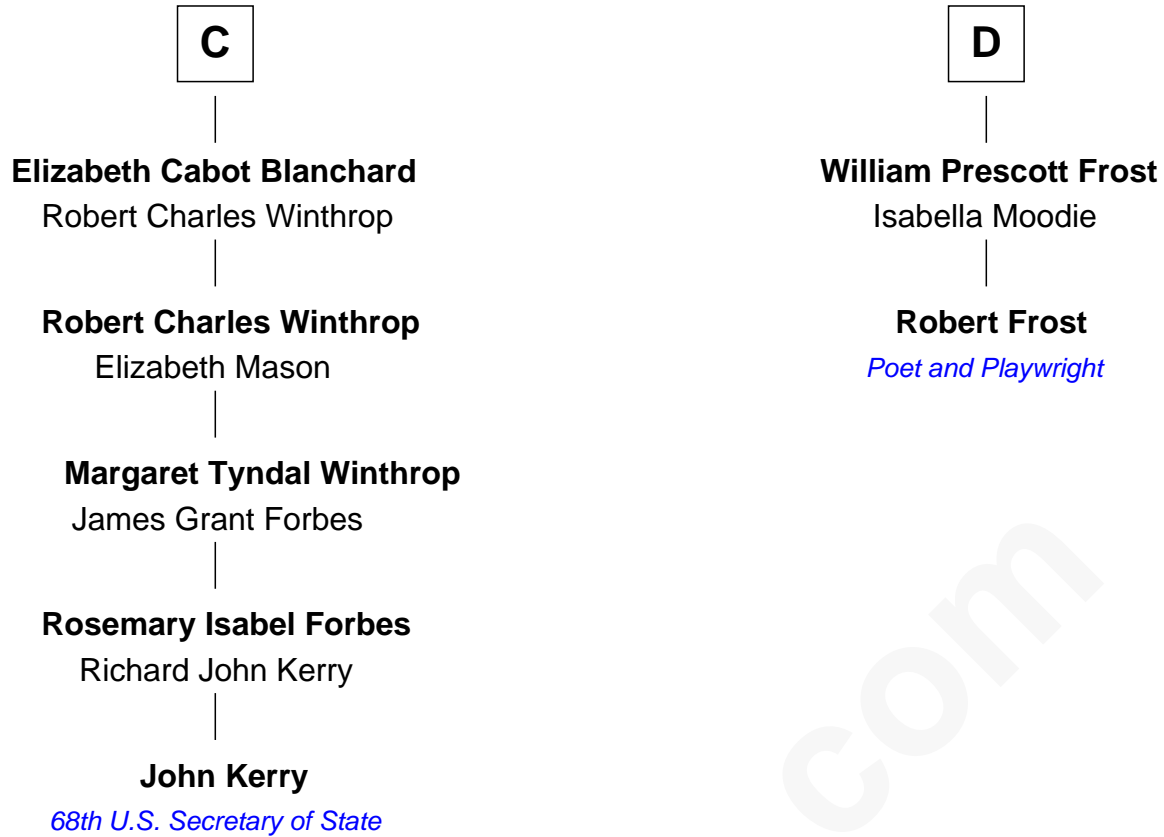 C
Elizabeth Cabot Blanchard
Robert Charles Winthrop
Robert Charles Winthrop
Elizabeth Mason
Margaret Tyndal Winthrop
James Grant Forbes
Rosemary Isabel Forbes
Richard John Kerry
John Kerry
68th U.S. Secretary of State
D
William Prescott Frost
Isabella Moodie
Robert Frost
Poet and Playwright
com